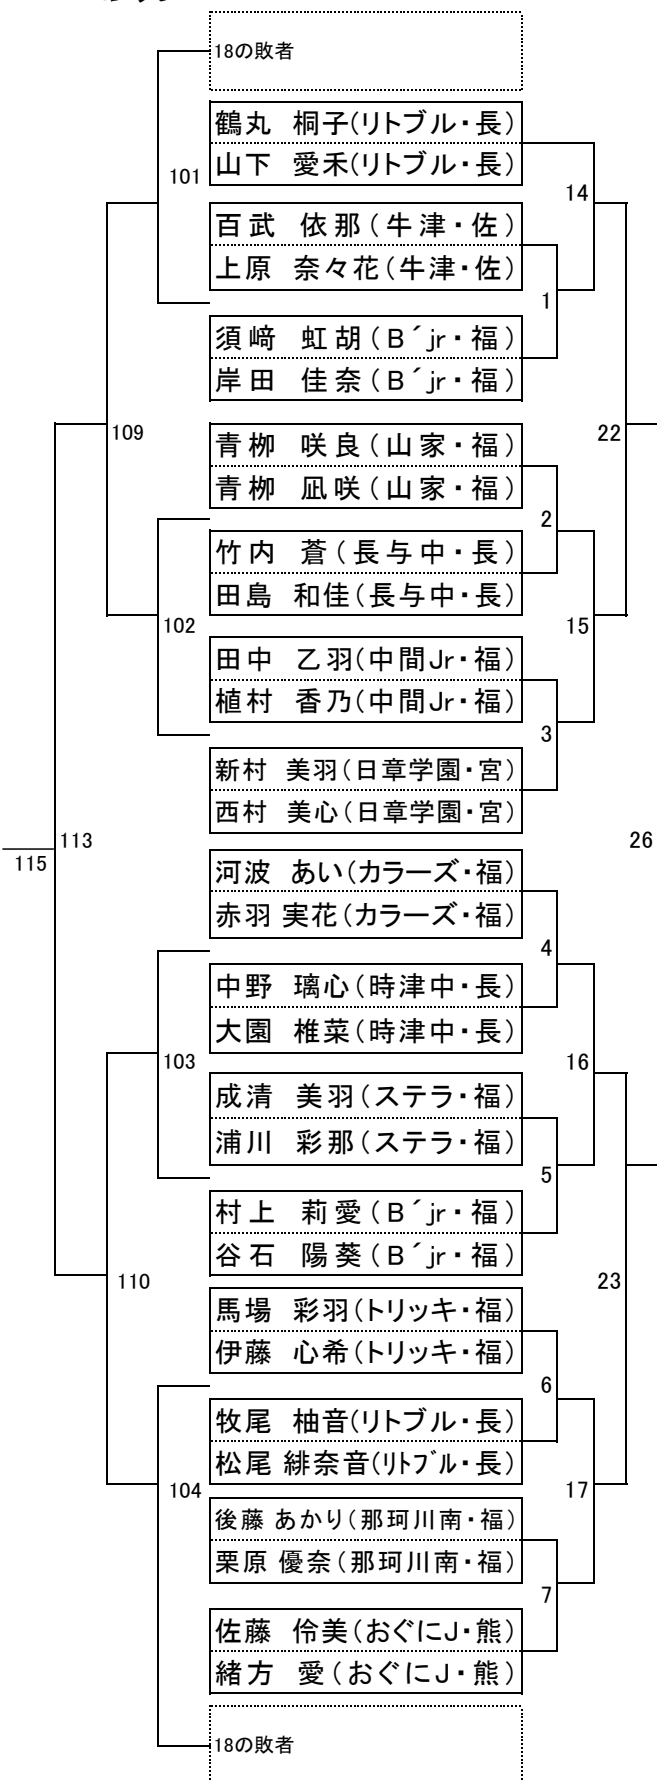 18の敗者
鶴丸 桐子(リトブル・長)
山下 愛禾(リトブル・長)
101
14
百武 依那(牛津・佐)
上原 奈々花(牛津・佐)
1
須﨑 虹胡(B´jr・福)
岸田 佳奈(B´jr・福)
109
22
青栁 咲良(山家・福)
青栁 凪咲(山家・福)
2
竹内 蒼(長与中・長)
田島 和佳(長与中・長)
102
15
田中 乙羽(中間Jr・福)
植村 香乃(中間Jr・福)
3
新村 美羽(日章学園・宮)
西村 美心(日章学園・宮)
113
26
115
河波 あい(カラーズ・福)
赤羽 実花(カラーズ・福)
4
中野 璃心(時津中・長)
大園 椎菜(時津中・長)
103
16
成清 美羽(ステラ・福)
浦川 彩那(ステラ・福)
5
村上 莉愛(B´jr・福)
谷石 陽葵(B´jr・福)
110
23
馬場 彩羽(トリッキ・福)
伊藤 心希(トリッキ・福)
6
牧尾 柚音(リトブル・長)
松尾 緋奈音(ﾘﾄﾌﾞﾙ・長)
104
17
後藤 あかり(那珂川南・福)
栗原 優奈(那珂川南・福)
7
佐藤 伶美(おぐにJ・熊)
緒方 愛(おぐにJ・熊)
18の敗者